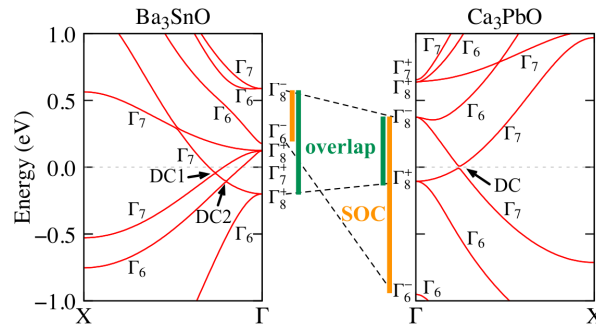 Ba₃SnO
Ca₃PbO
1.0
0.5
0.0
−0.5
−1.0
Energy (eV)
Γ₇
Γ₆
Γ₇
Γ₆
Γ₇
DC1
DC2
Γ₇
Γ₆
Γ₈⁻
Γ₆⁻
Γ₈⁺
Γ₇⁺
Γ₈⁺
overlap
SOC
Γ₇⁺
Γ₈⁺
Γ₈⁻
Γ₈⁺
Γ₆⁻
Γ₇
Γ₆
Γ₇
Γ₆
Γ₇
DC
Γ₆
Γ₇
Γ₆
X
Γ
Γ
X